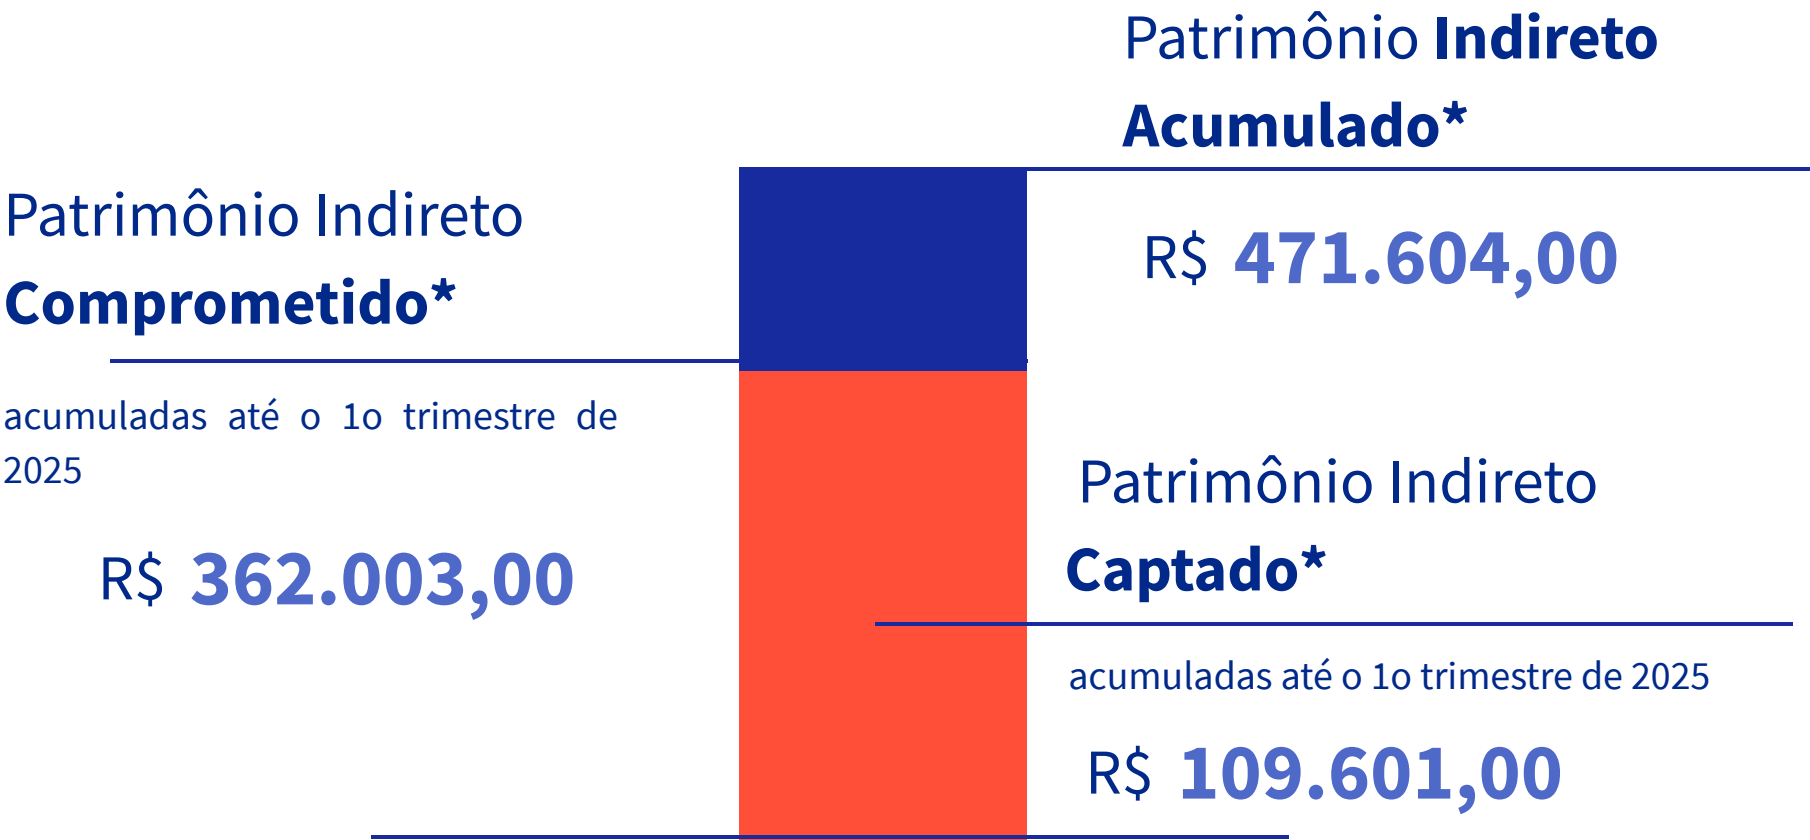 Patrimônio Indireto
Acumulado*
R$ 471.604,00
Patrimônio Indireto
Comprometido*
acumuladas até o 1o trimestre de
2025
R$ 362.003,00
Patrimônio Indireto
Captado*
acumuladas até o 1o trimestre de 2025
R$ 109.601,00